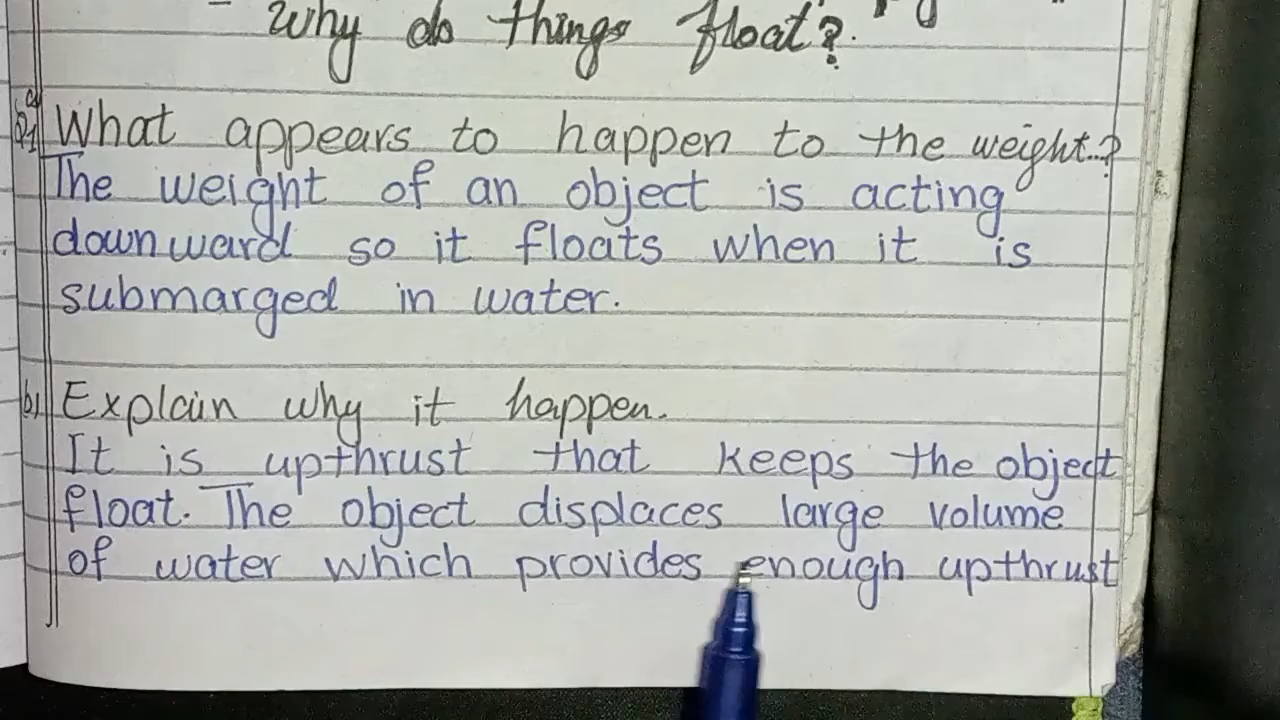 Why do things float?
Q1 a) What appears to happen to the weight.?
The weight of an object is acting
downward so it floats when it is
submarged in water.
b) Explain why it happen.
It is upthrust that keeps the object
float. The object displaces large volume
of water which provides enough upthrust